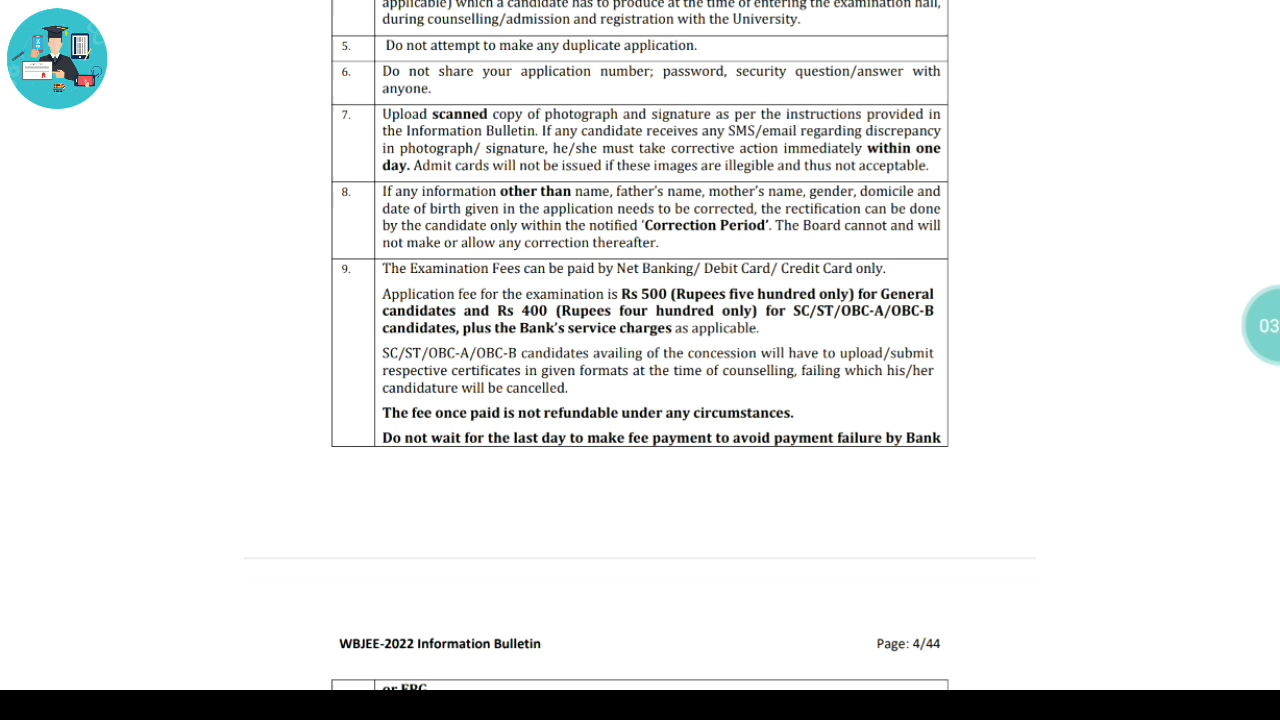 applicable) which a candidate has to produce at the time of entering the examination hall,
during counselling/admission and registration with the University.
5. Do not attempt to make any duplicate application.
6. Do not share your application number; password, security question/answer with
anyone.
7. Upload scanned copy of photograph and signature as per the instructions provided in
the Information Bulletin. If any candidate receives any SMS/email regarding discrepancy
in photograph/ signature, he/she must take corrective action immediately within one
day. Admit cards will not be issued if these images are illegible and thus not acceptable.
8. If any information other than name, father’s name, mother’s name, gender, domicile and
date of birth given in the application needs to be corrected, the rectification can be done
by the candidate only within the notified ‘Correction Period’. The Board cannot and will
not make or allow any correction thereafter.
9. The Examination Fees can be paid by Net Banking/ Debit Card/ Credit Card only.
Application fee for the examination is Rs 500 (Rupees five hundred only) for General
candidates and Rs 400 (Rupees four hundred only) for SC/ST/OBC-A/OBC-B
candidates, plus the Bank’s service charges as applicable.
SC/ST/OBC-A/OBC-B candidates availing of the concession will have to upload/submit
respective certificates in given formats at the time of counselling, failing which his/her
candidature will be cancelled.
The fee once paid is not refundable under any circumstances.
Do not wait for the last day to make fee payment to avoid payment failure by Bank
03
WBJEE-2022 Information Bulletin Page: 4/44
or